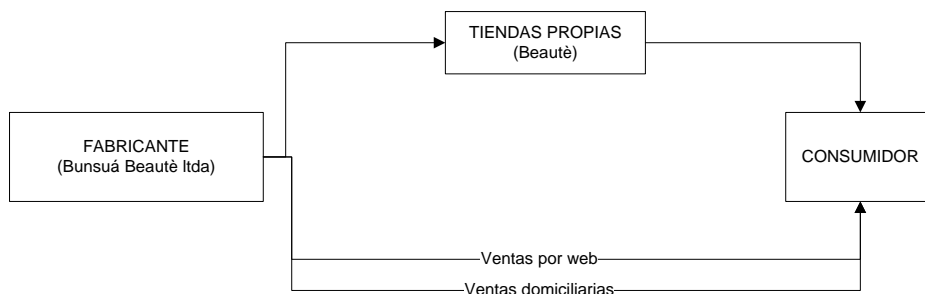 TIENDAS PROPIAS
(Beautè)
FABRICANTE
(Bunsuá Beautè ltda)
CONSUMIDOR
Ventas por web
Ventas domiciliarias